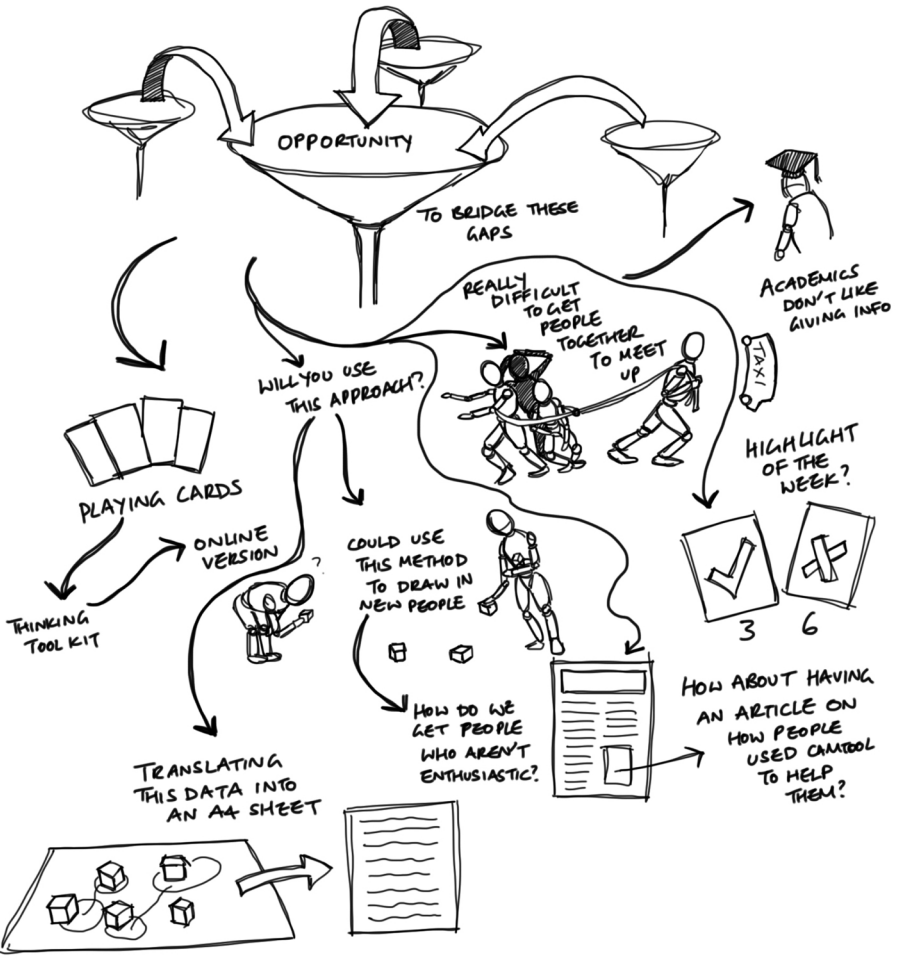 OPPORTUNITY
TO BRIDGE THESE
GAPS
REALLY
DIFFICULT
TO GET
PEOPLE
TOGETHER
TO MEET
UP
ACADEMICS
DON'T LIKE
GIVING INFO
TAXI
WILL YOU USE
THIS APPROACH?
HIGHLIGHT
OF THE
WEEK?
3
6
PLAYING CARDS
ONLINE
VERSION
THINKING
TOOL KIT
?
COULD USE
THIS METHOD
TO DRAW IN
NEW PEOPLE
HOW DO WE
GET PEOPLE
WHO AREN'T
ENTHUSIASTIC?
HOW ABOUT HAVING
AN ARTICLE ON
HOW PEOPLE
USED CAMTOOL
TO HELP
THEM?
TRANSLATING
THIS DATA INTO
AN A4 SHEET